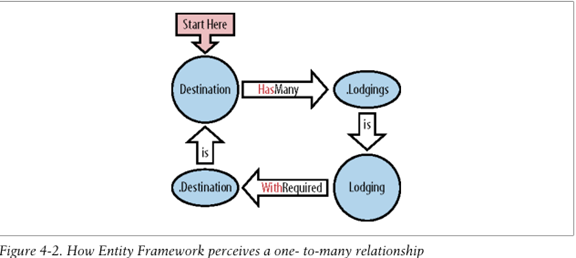 Start Here
Destination
HasMany
.Lodgings
is
is
.Destination
WithRequired
Lodging
Figure 4-2. How Entity Framework perceives a one- to-many relationship